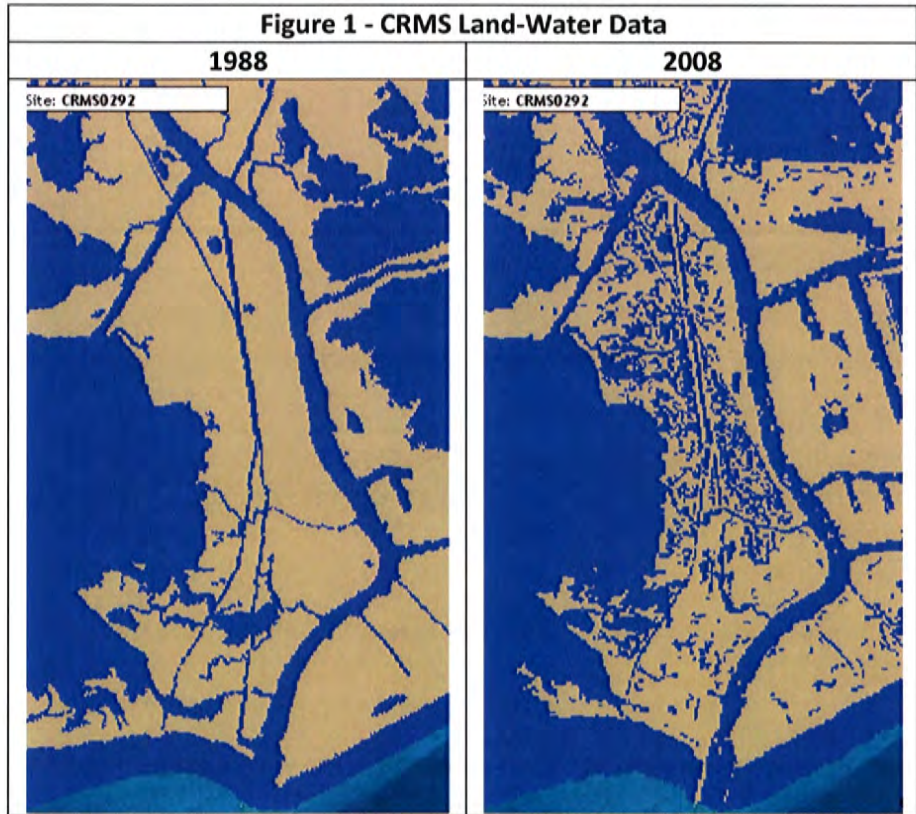 Figure 1 - CRMS Land-Water Data
1988
2008
Site: CRMS0292
Site: CRMS0292